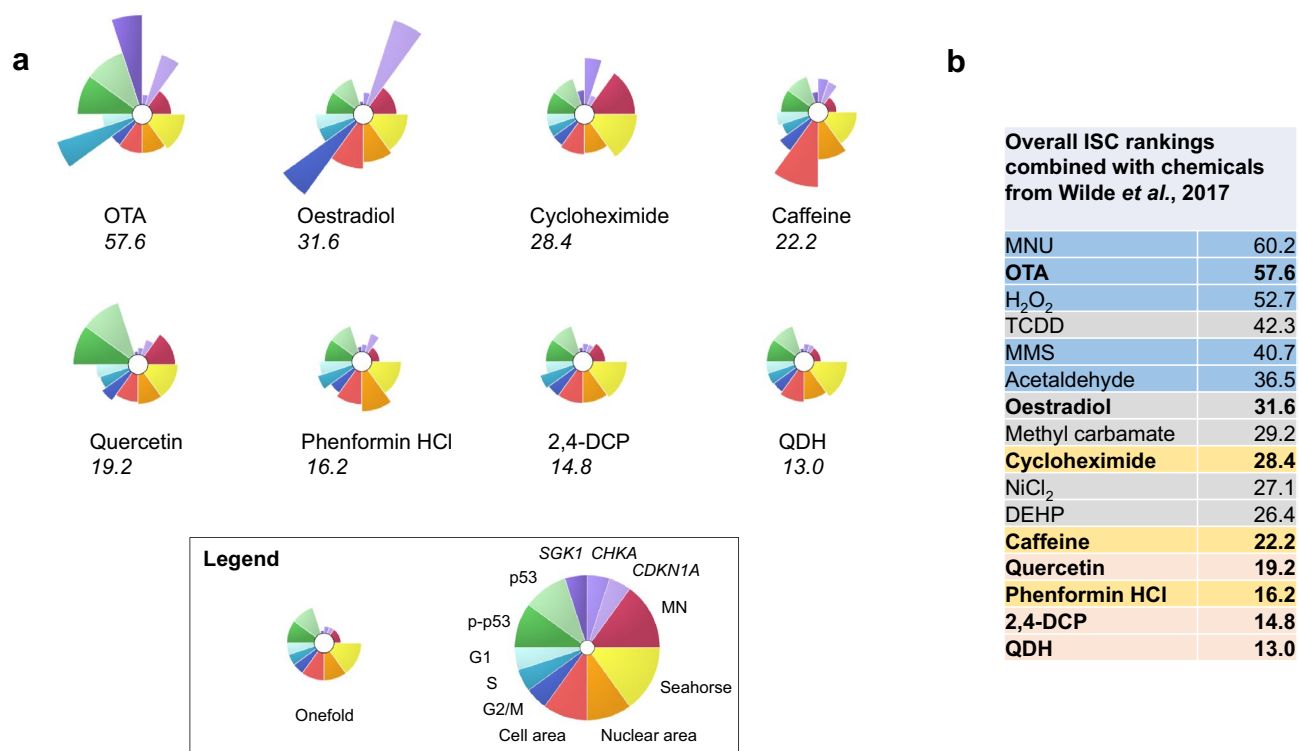 a
OTA
57.6
Oestradiol
31.6
Cycloheximide
28.4
Caffeine
22.2
Quercetin
19.2
Phenformin HCl
16.2
2,4-DCP
14.8
QDH
13.0
Legend
Onefold
SGK1
CHKA
CDKN1A
p53
MN
p-p53
G1
S
G2/M
Seahorse
Cell area
Nuclear area
b
Overall ISC rankings
combined with chemicals
from Wilde et al., 2017
MNU 60.2
OTA 57.6
H₂O₂ 52.7
TCDD 42.3
MMS 40.7
Acetaldehyde 36.5
Oestradiol 31.6
Methyl carbamate 29.2
Cycloheximide 28.4
NiCl₂ 27.1
DEHP 26.4
Caffeine 22.2
Quercetin 19.2
Phenformin HCl 16.2
2,4-DCP 14.8
QDH 13.0